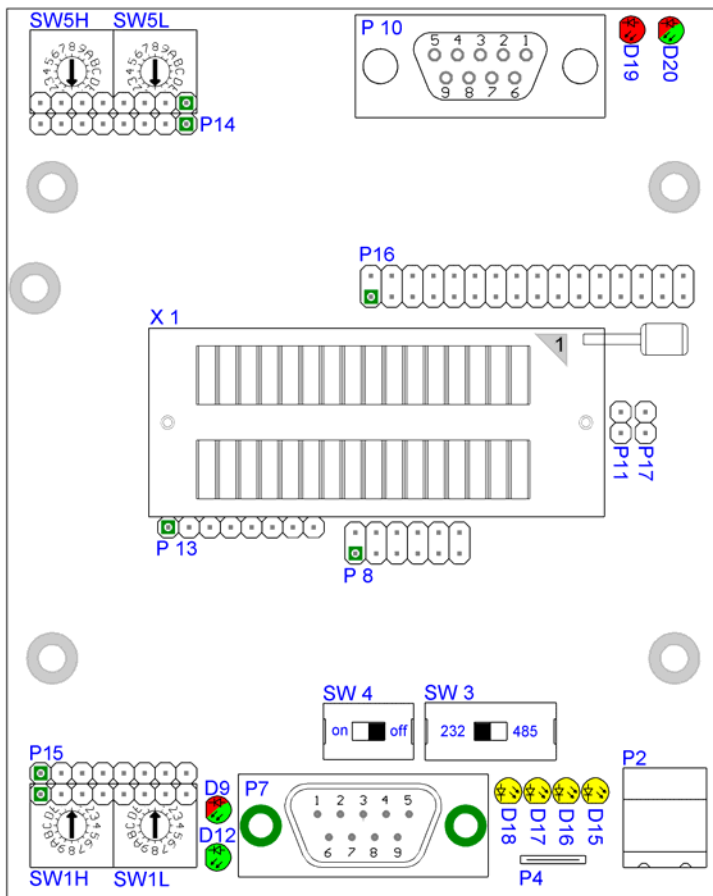 SW5H SW5L
P 10
D19
D20
5 4 3 2 1
9 8 7 6
P14
P16
X 1
1
P11
P17
P 13
P 8
SW 4
SW 3
on off
232 485
P15
D9
P7
P2
1 2 3 4 5
6 7 8 9
D12
D18
D17
D16
D15
SW1H SW1L
P4